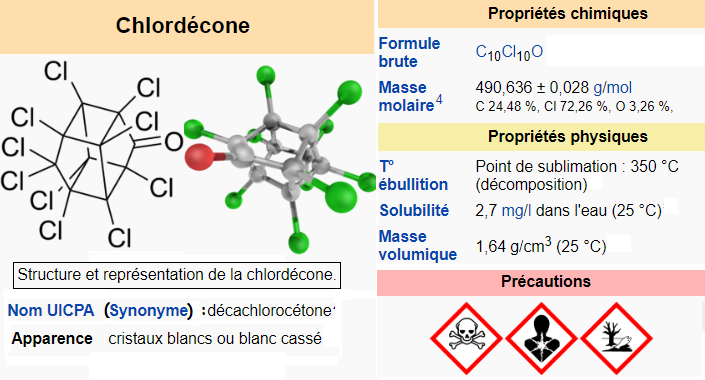 Chlordécone
Cl
Cl
Cl
Cl
Cl
Cl
Cl
Cl
Cl
Cl
O
Structure et représentation de la chlordécone.
Nom UICPA (Synonyme) : décachlorocétone
Apparence cristaux blancs ou blanc cassé
Propriétés chimiques
Formule brute C10Cl10O
Masse molaire4 490,636 ± 0,028 g/mol
C 24,48 %, Cl 72,26 %, O 3,26 %,
Propriétés physiques
T° ébullition Point de sublimation : 350 °C
(décomposition)
Solubilité 2,7 mg/l dans l'eau (25 °C)
Masse volumique 1,64 g/cm3 (25 °C)
Précautions